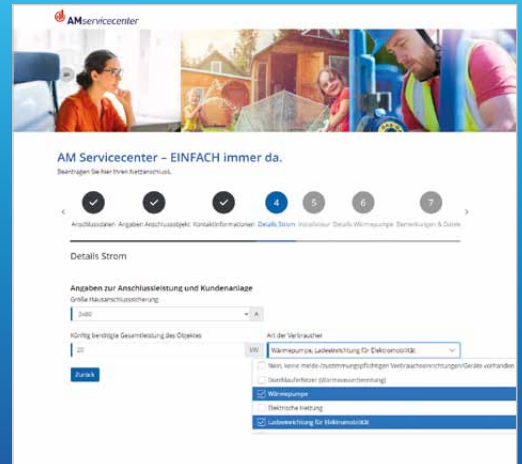 AMservicecenter
AM Servicecenter – EINFACH immer da.
Beantragen Sie hier Ihren Netzanschluss.
4 5 6 7
Anschlussdaten Angaben Anschlussobjekt Kontaktinformationen Details Strom Installateur Details Wärmepumpe Bemerkungen & Daten
Details Strom
Angaben zur Anschlussleistung und Kundenanlage
Größe Hausanschlusssicherung
A
Künftig benötigte Gesamtleistung des Objektes
Art der Verbraucher
20
kW
Wärmepumpe, Ladeeinrichtung für Elektromobilität
Zurück
Nein, keine melde-/zustimmungspflichtigen Verbrauchseinrichtungen/Geräte vorhanden
Durchlauferhitzer (Warmwasserbereitung)
Wärmepumpe
Elektrische Heizung
Ladeeinrichtung für Elektromobilität